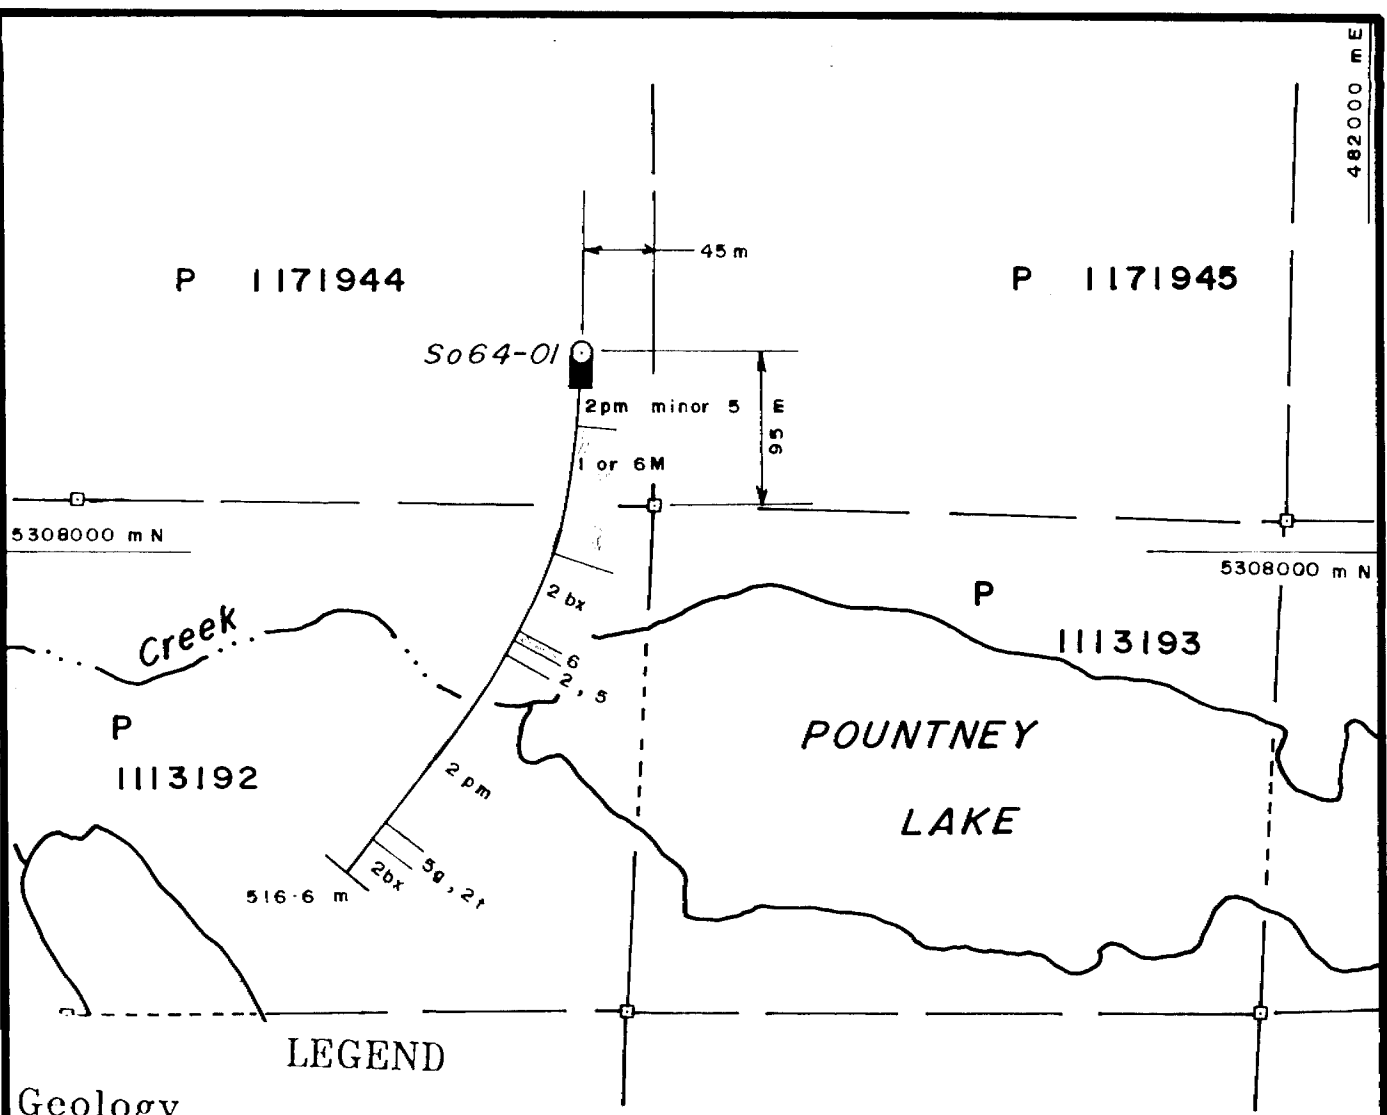 482000 mE
45 m
P 1171944
P 1171945
So64-01
2pm minor 5
95 m
1 or 6M
5308000 mN
5308000 m N
2 bx
P
1113193
Creek
6
2, 5
P
1113192
POUNTNEY
LAKE
2 pm
5g, 2t
2bx
516·6 m
LEGEND
Geology